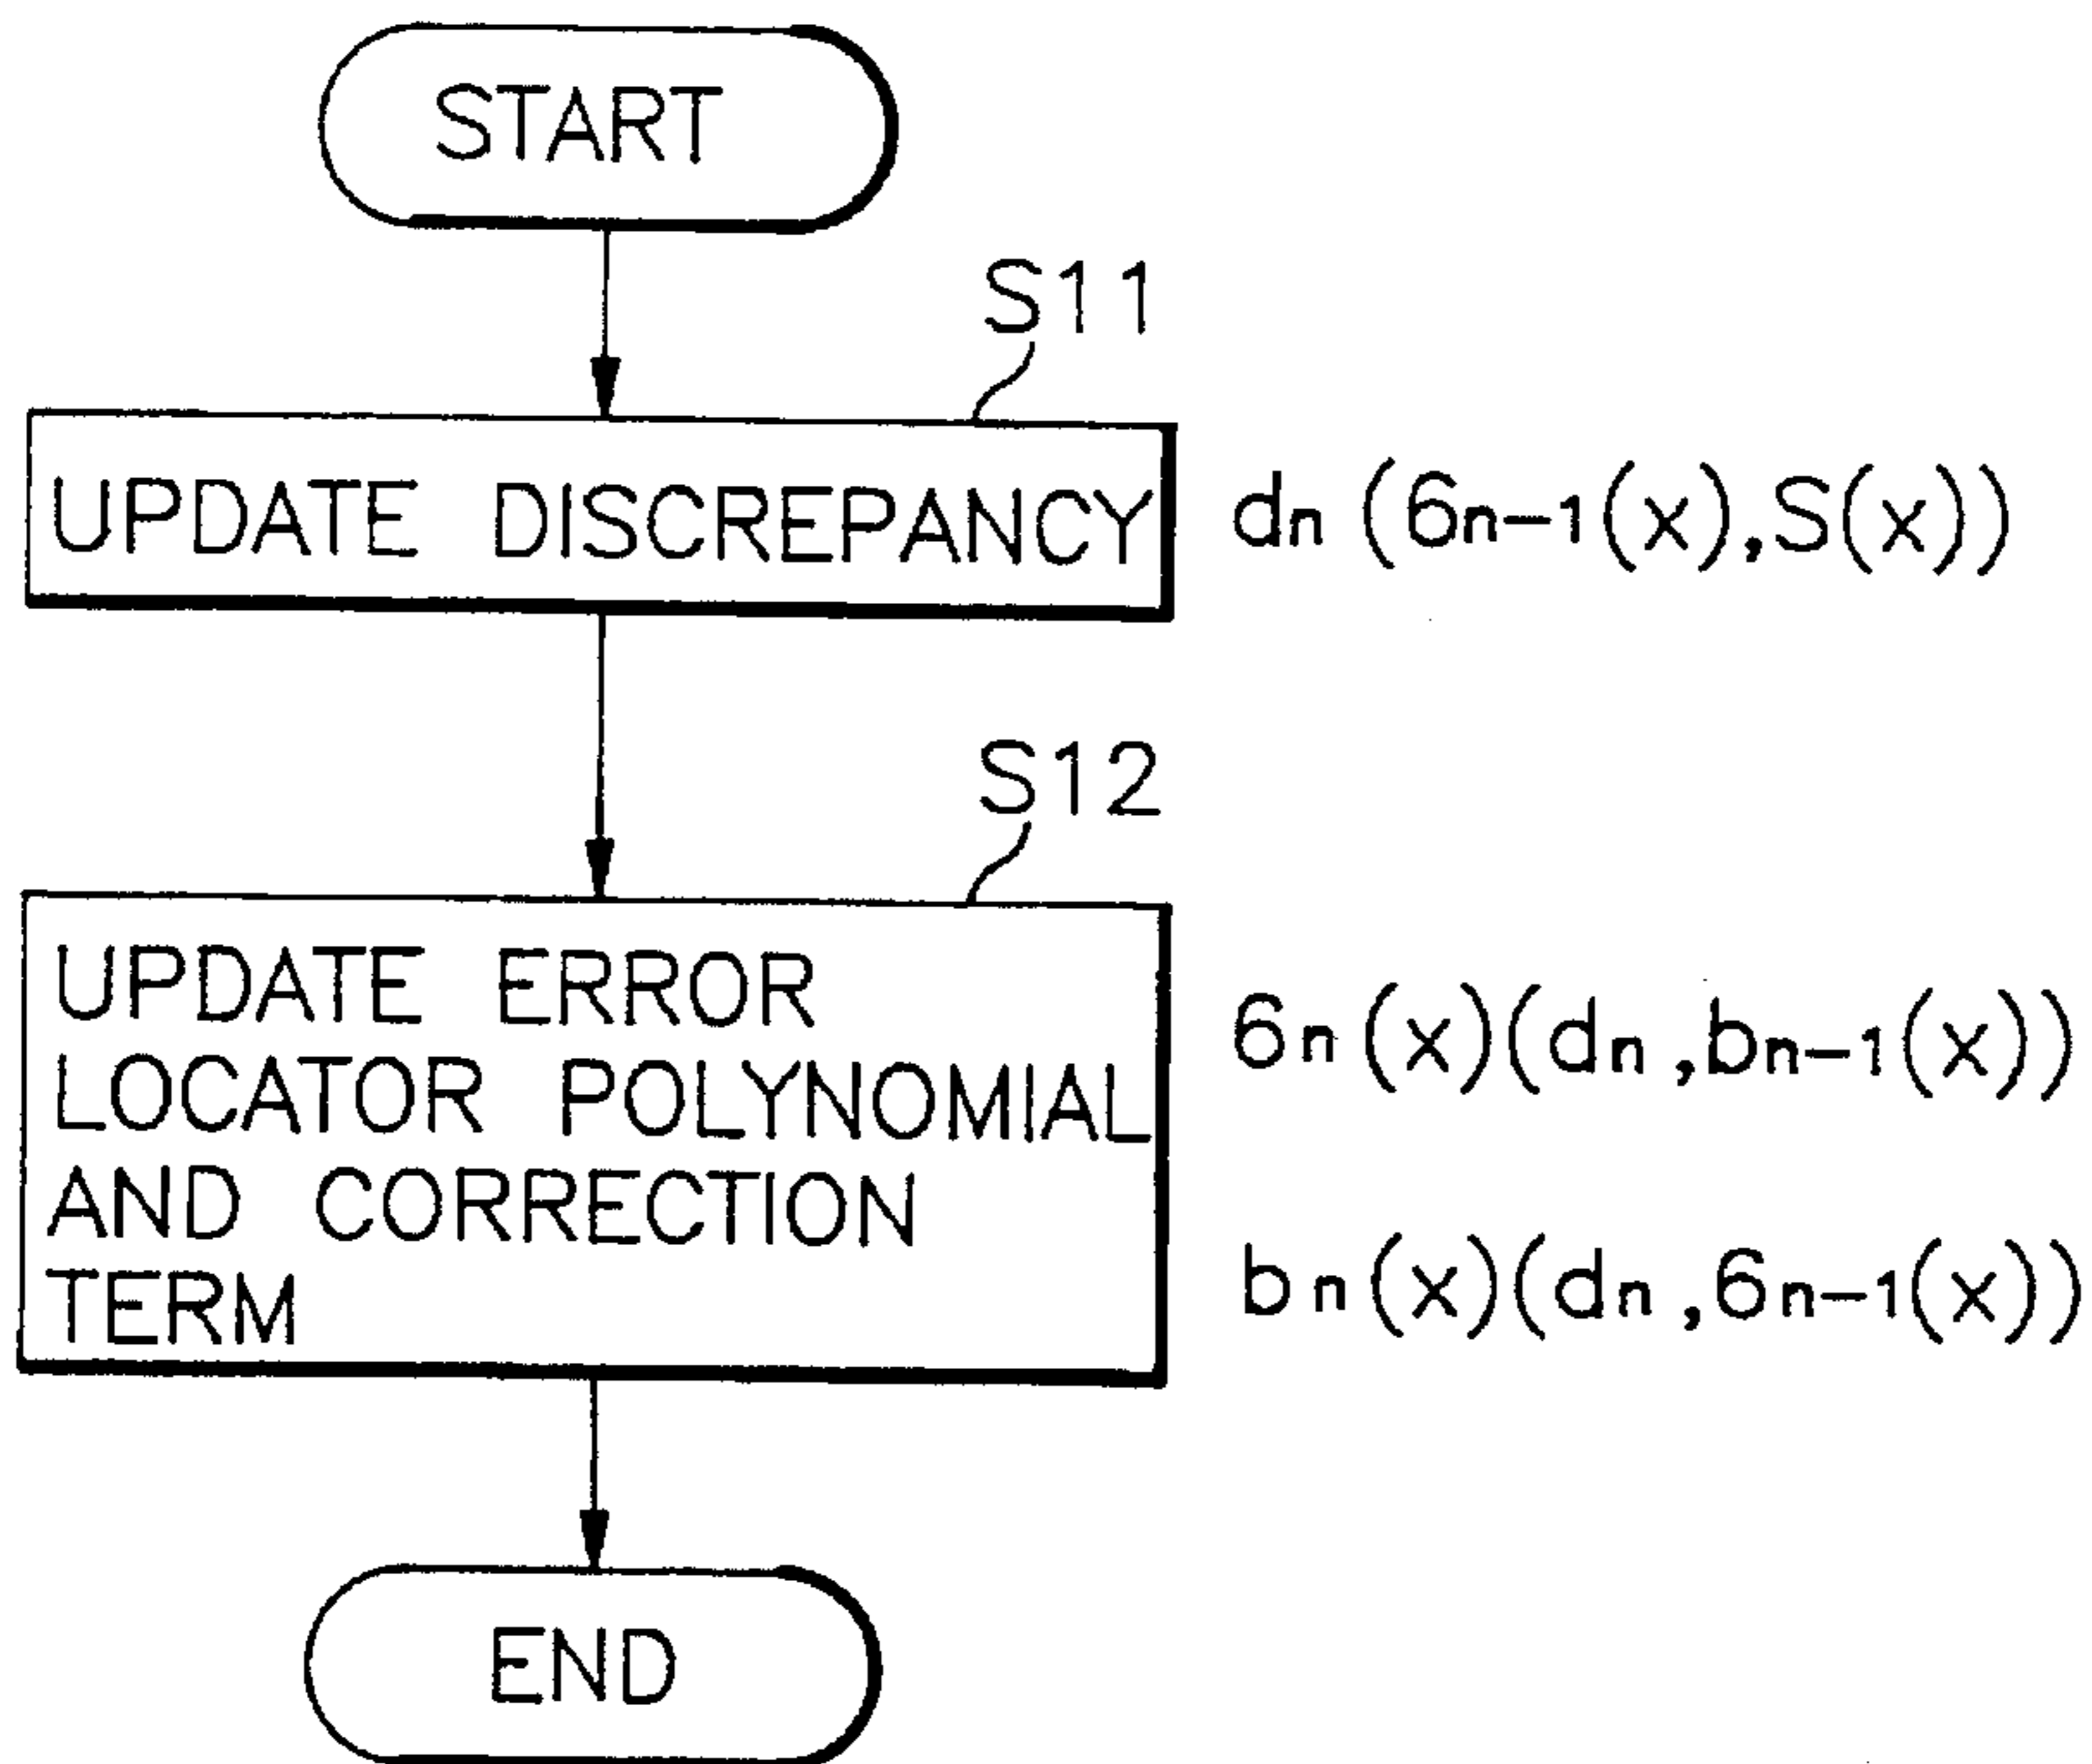 START
S11
UPDATE DISCREPANCY
dn (6n-1(x),S(x))
S12
UPDATE ERROR
LOCATOR POLYNOMIAL
AND CORRECTION
TERM
6n(x)(dn,bn-1(x))
bn(x)(dn,6n-1(x))
END